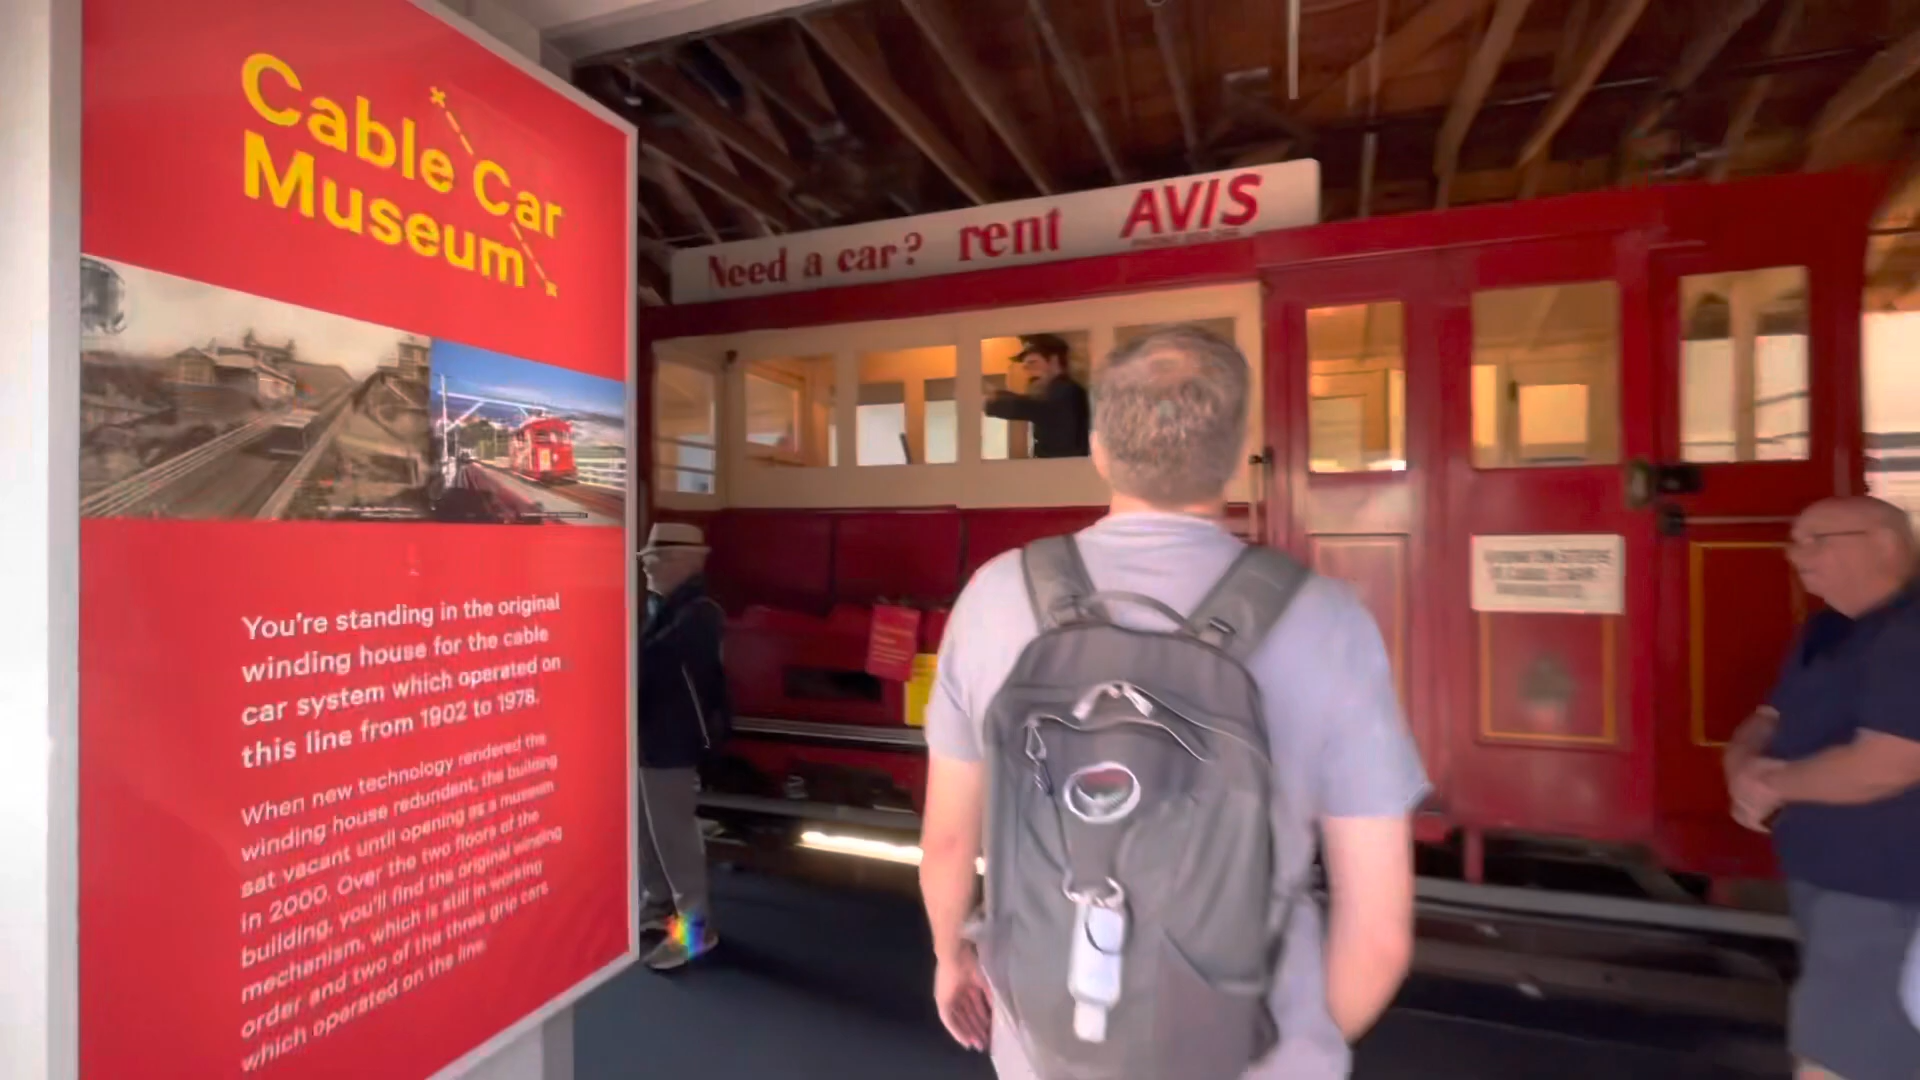 Cable Car
Museum
You're standing in the original
winding house for the cable
car system which operated on
this line from 1902 to 1978.
When new technology rendered the
winding house redundant, the building
sat vacant until opening as a museum
in 2000. Over the two floors of the
building, you'll find the original winding
mechanism, which is still in working
order and two of the three grip cars
which operated on the line.
Need a car? rent AVIS